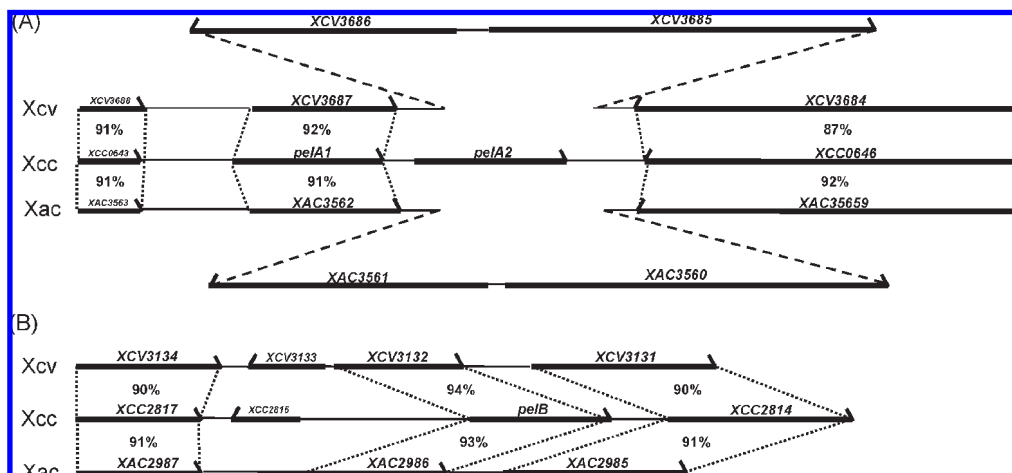 (A)
XCV3686 XCV3685
Xcv XCV3688 XCV3687 XCV3684
91% 92% 87%
Xcc XCC0643 pelA1 pelA2 XCC0646
91% 91% 92%
Xac XAC3563 XAC3562 XAC35659
XAC3561 XAC3560
(B)
Xcv XCV3134 XCV3133 XCV3132 XCV3131
90% 94% 90%
Xcc XCC2817 XCC2815 pelB XCC2814
91% 93% 91%
Xac XAC2987 XAC2986 XAC2985